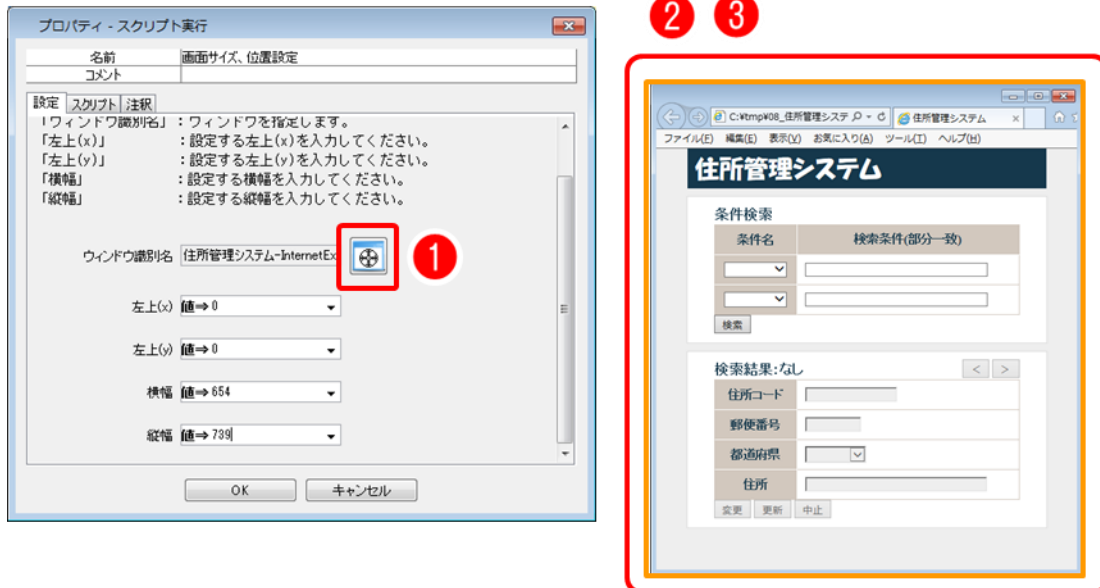 プロパティ - スクリプト実行
名前 画面サイズ、位置設定
コメント
設定 スクリプト 注釈
「ウィンドウ識別名」:ウィンドウを指定します。
「左上(x)」 :設定する左上(x)を入力してください。
「左上(y)」 :設定する左上(y)を入力してください。
「横幅」 :設定する横幅を入力してください。
「縦幅」 :設定する縦幅を入力してください。
ウィンドウ識別名 住所管理システム-InternetEx
1
左上(x) 値⇒ 0
左上(y) 値⇒ 0
横幅 値⇒ 654
縦幅 値⇒ 739
OK キャンセル
2 3
C:¥tmp¥08_住所管理システ 住所管理システム
ファイル(F) 編集(E) 表示(V) お気に入り(A) ツール(T) ヘルプ(H)
住所管理システム
条件検索
条件名 検索条件(部分一致)
検索
検索結果:なし < >
住所コード
郵便番号
都道府県
住所
変更 更新 中止